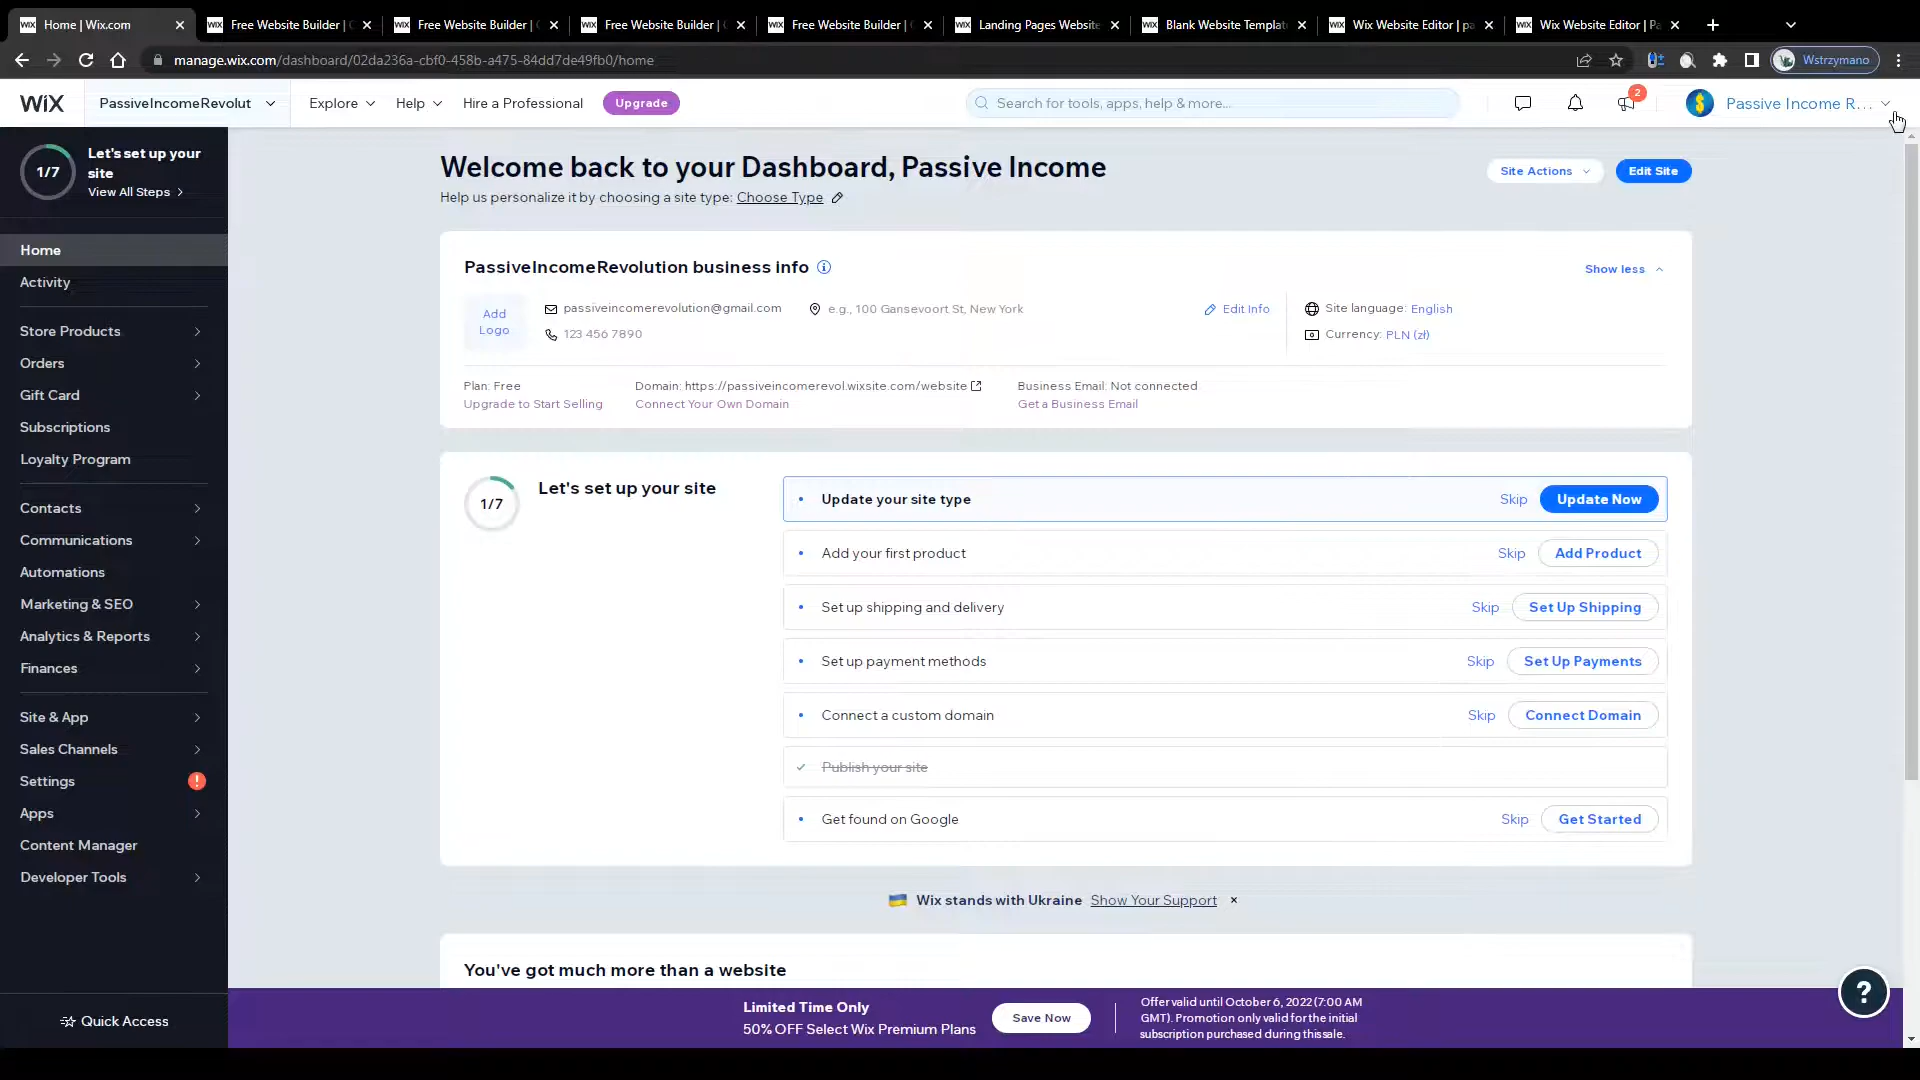 Home | Wix.com
Free Website Builder | C
Free Website Builder | C
Free Website Builder |
Free Website Builder | C
Landing Pages Website
Blank Website Templat
Wix Website Editor | pa
Wix Website Editor | Pa
manage.wix.com/dashboard/02da236a-cbf0-458b-a475-84dd7de49fb0/home
Wstrzymano
WiX
PassiveIncomeRevolut
Explore
Help
Hire a Professional
Upgrade
Search for tools, apps, help & more...
2
Passive Income R...
1/7
Let's set up your
site
View All Steps
Home
Activity
Store Products
Orders
Gift Card
Subscriptions
Loyalty Program
Contacts
Communications
Automations
Marketing & SEO
Analytics & Reports
Finances
Site & App
Sales Channels
Settings
!
Apps
Content Manager
Developer Tools
Quick Access
Welcome back to your Dashboard, Passive Income
Help us personalize it by choosing a site type: Choose Type
Site Actions
Edit Site
PassiveIncomeRevolution business info
Show less
Add
Logo
passiveincomerevolution@gmail.com
123 456 7890
e.g., 100 Gansevoort St, New York
Edit Info
Site language: English
Currency: PLN (zł)
Plan: Free
Upgrade to Start Selling
Domain: https://passiveincomerevol.wixsite.com/website
Connect Your Own Domain
Business Email: Not connected
Get a Business Email
1/7
Let's set up your site
Update your site type
Skip
Update Now
Add your first product
Skip
Add Product
Set up shipping and delivery
Skip
Set Up Shipping
Set up payment methods
Skip
Set Up Payments
Connect a custom domain
Skip
Connect Domain
Publish your site
Get found on Google
Skip
Get Started
Wix stands with Ukraine Show Your Support
You've got much more than a website
Limited Time Only
50% OFF Select Wix Premium Plans
Save Now
Offer valid until October 6, 2022 (7:00 AM
GMT). Promotion only valid for the initial
subscription purchased during this sale.
?